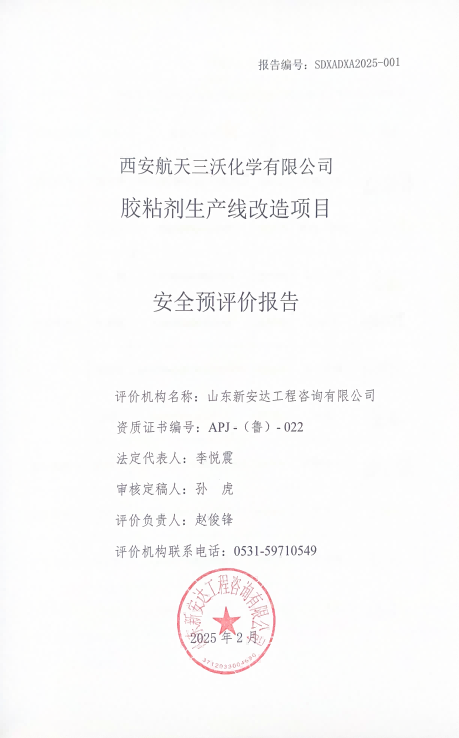 报告编号：SDXADXA2025-001
西安航天三沃化学有限公司
胶粘剂生产线改造项目
安全预评价报告
评价机构名称：山东新安达工程咨询有限公司
资质证书编号：APJ -（鲁）- 022
法定代表人：李悦震
审核定稿人：孙　虎
评价负责人：赵俊锋
评价机构联系电话：0531-59710549
山东新安达工程咨询有限公司
2025 年 2 月